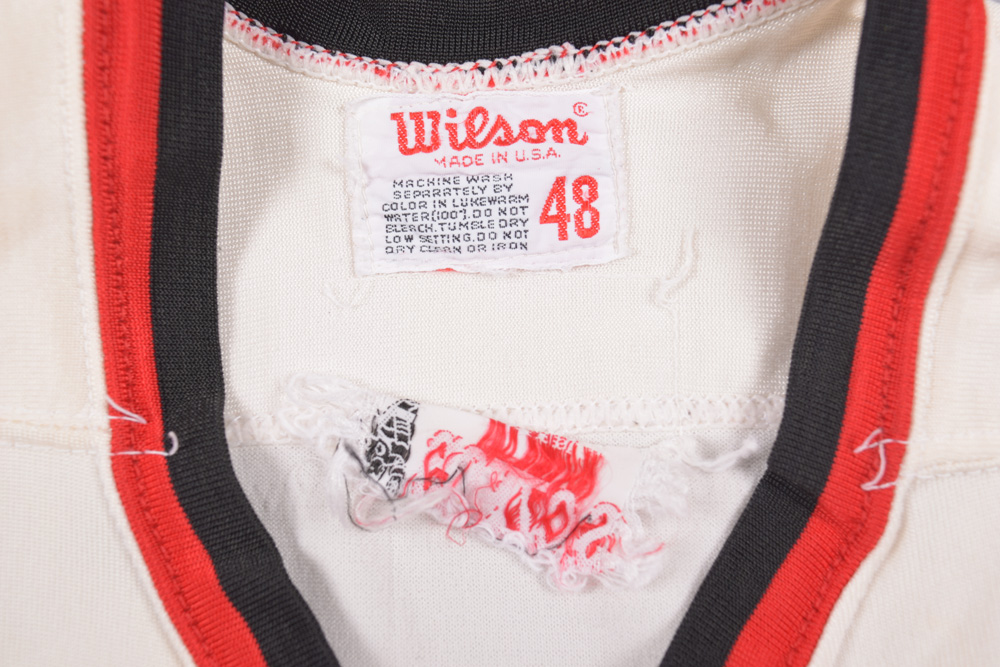 Wilson®
MADE IN U.S.A.
MACHINE WASH
SEPARATELY BY
COLOR IN LUKEWARM
WATER(100°).DO NOT
BLEACH.TUMBLE DRY
LOW SETTING.DO NOT
DRY CLEAN OR IRON
48